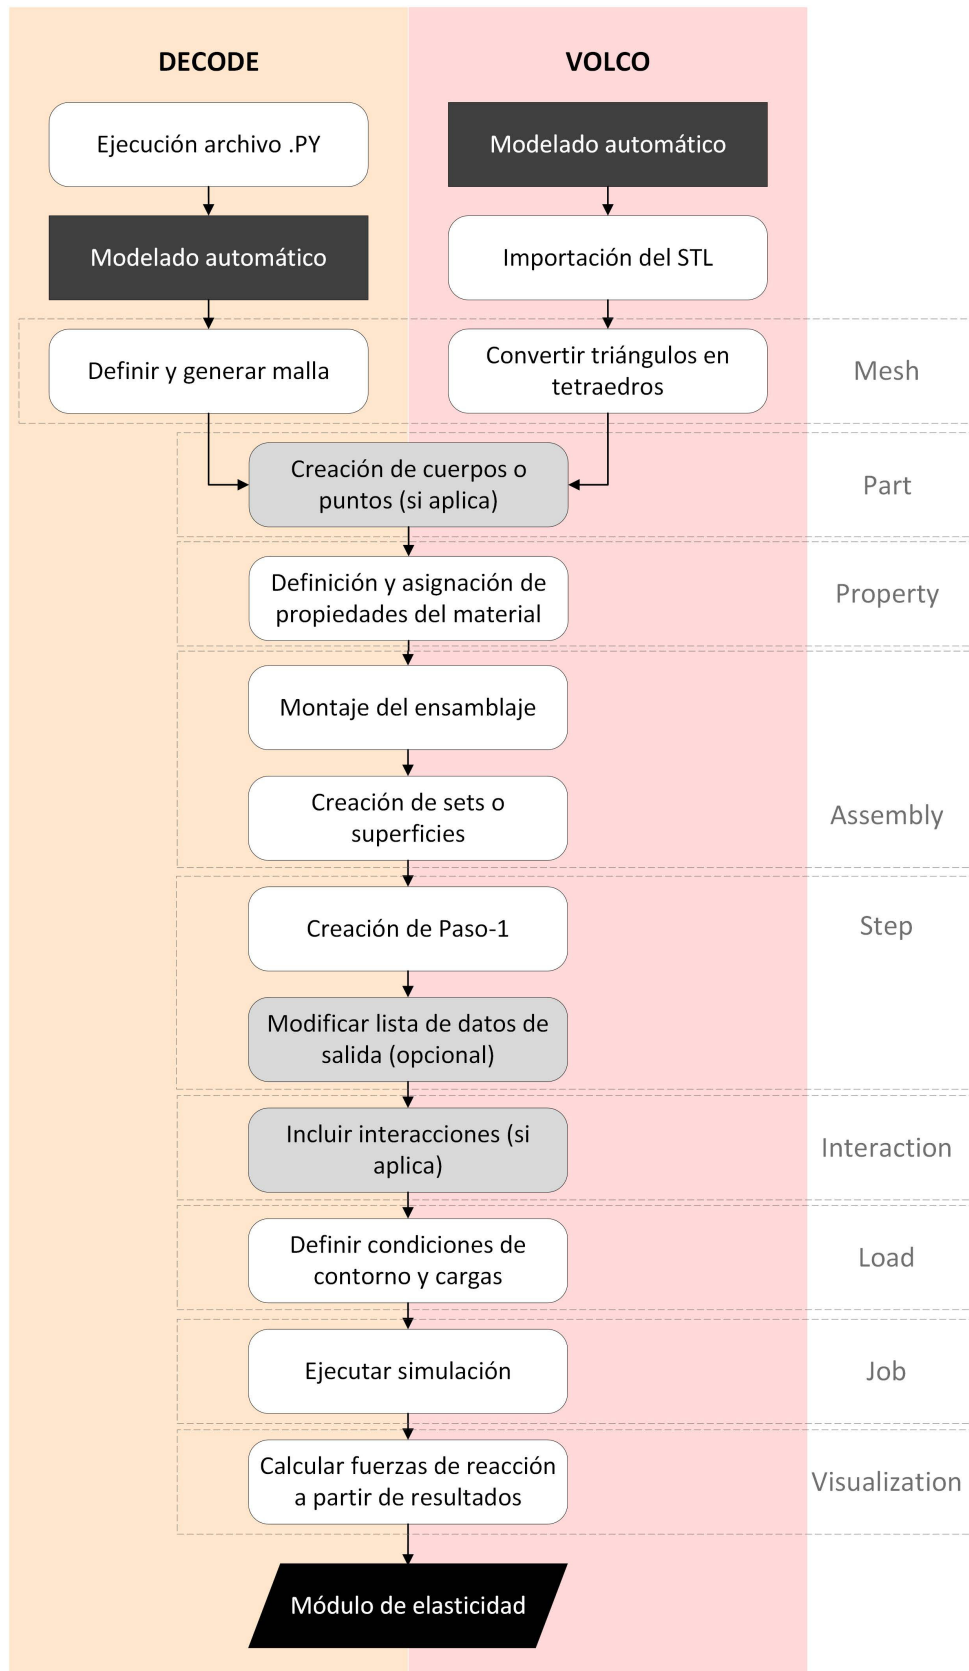 DECODE
VOLCO
Ejecución archivo .PY
Modelado automático
Modelado automático
Importación del STL
Definir y generar malla
Convertir triángulos en
tetraedros
Mesh
Creación de cuerpos o
puntos (si aplica)
Part
Definición y asignación de
propiedades del material
Property
Montaje del ensamblaje
Creación de sets o
superficies
Assembly
Creación de Paso-1
Step
Modificar lista de datos de
salida (opcional)
Incluir interacciones (si
aplica)
Interaction
Definir condiciones de
contorno y cargas
Load
Ejecutar simulación
Job
Calcular fuerzas de reacción
a partir de resultados
Visualization
Módulo de elasticidad